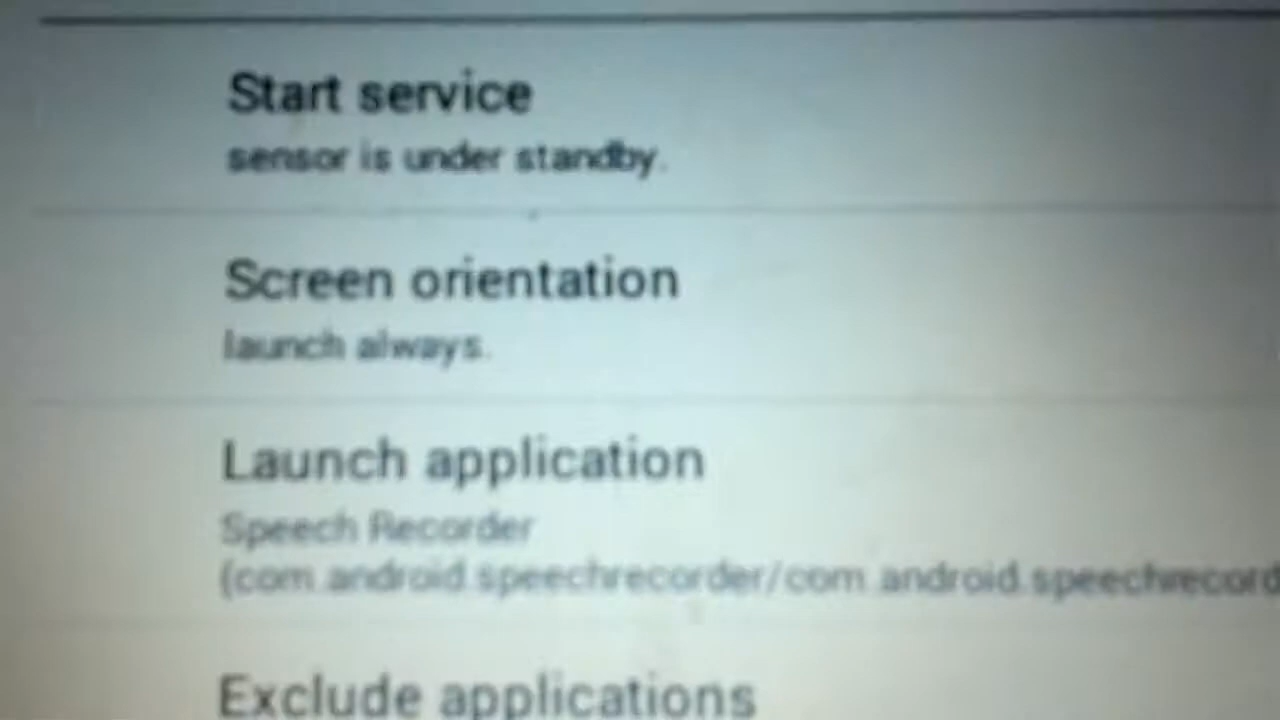 Start service
sensor is under standby.
Screen orientation
launch always.
Launch application
Speech Recorder
(com.android.speechrecorder/com.android.speechrecord
Exclude applications